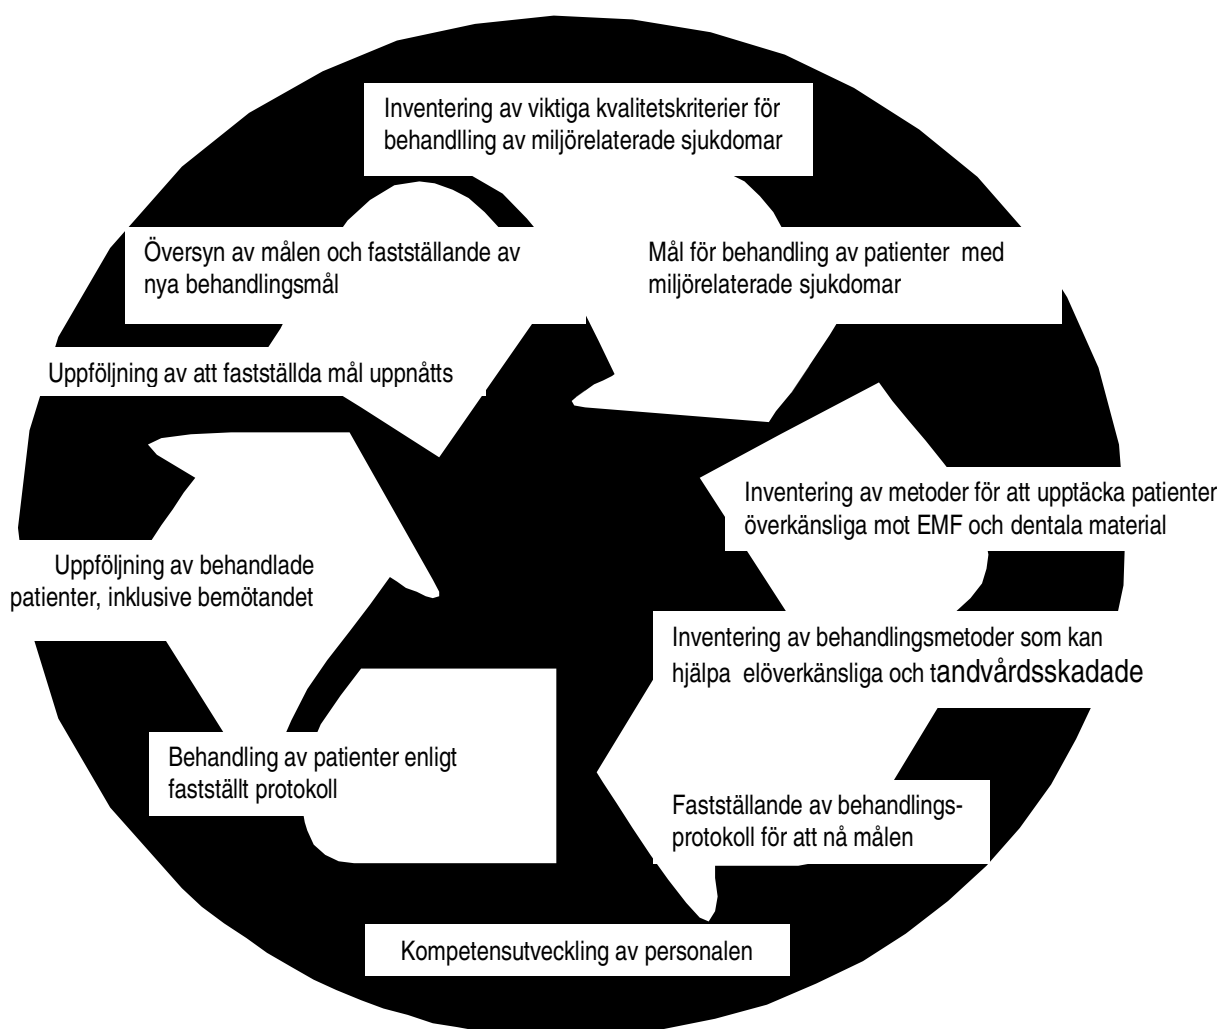 Inventering av viktiga kvalitetskriterier för
behandlling av miljörelaterade sjukdomar
Översyn av målen och fastställande av
nya behandlingsmål
Mål för behandling av patienter med
miljörelaterade sjukdomar
Uppföljning av att fastställda mål uppnåtts
Inventering av metoder för att upptäcka patienter
överkänsliga mot EMF och dentala material
Uppföljning av behandlade
patienter, inklusive bemötandet
Inventering av behandlingsmetoder som kan
hjälpa elöverkänsliga och tandvårdsskadade
Behandling av patienter enligt
fastställt protokoll
Fastställande av behandlings-
protokoll för att nå målen
Kompetensutveckling av personalen